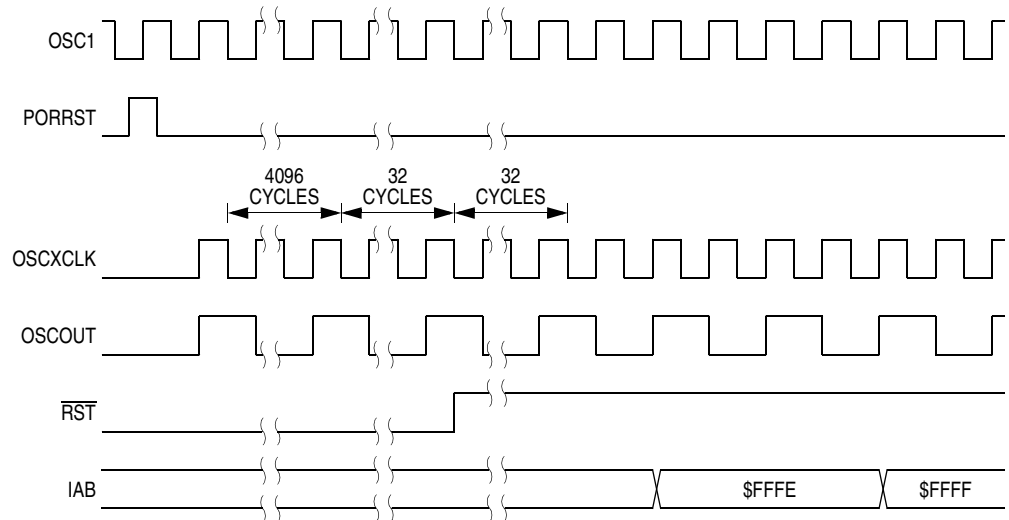 OSC1
PORRST
4096
CYCLES
32
CYCLES
32
CYCLES
OSCXCLK
OSCOUT
RST
IAB
$FFFE
$FFFF